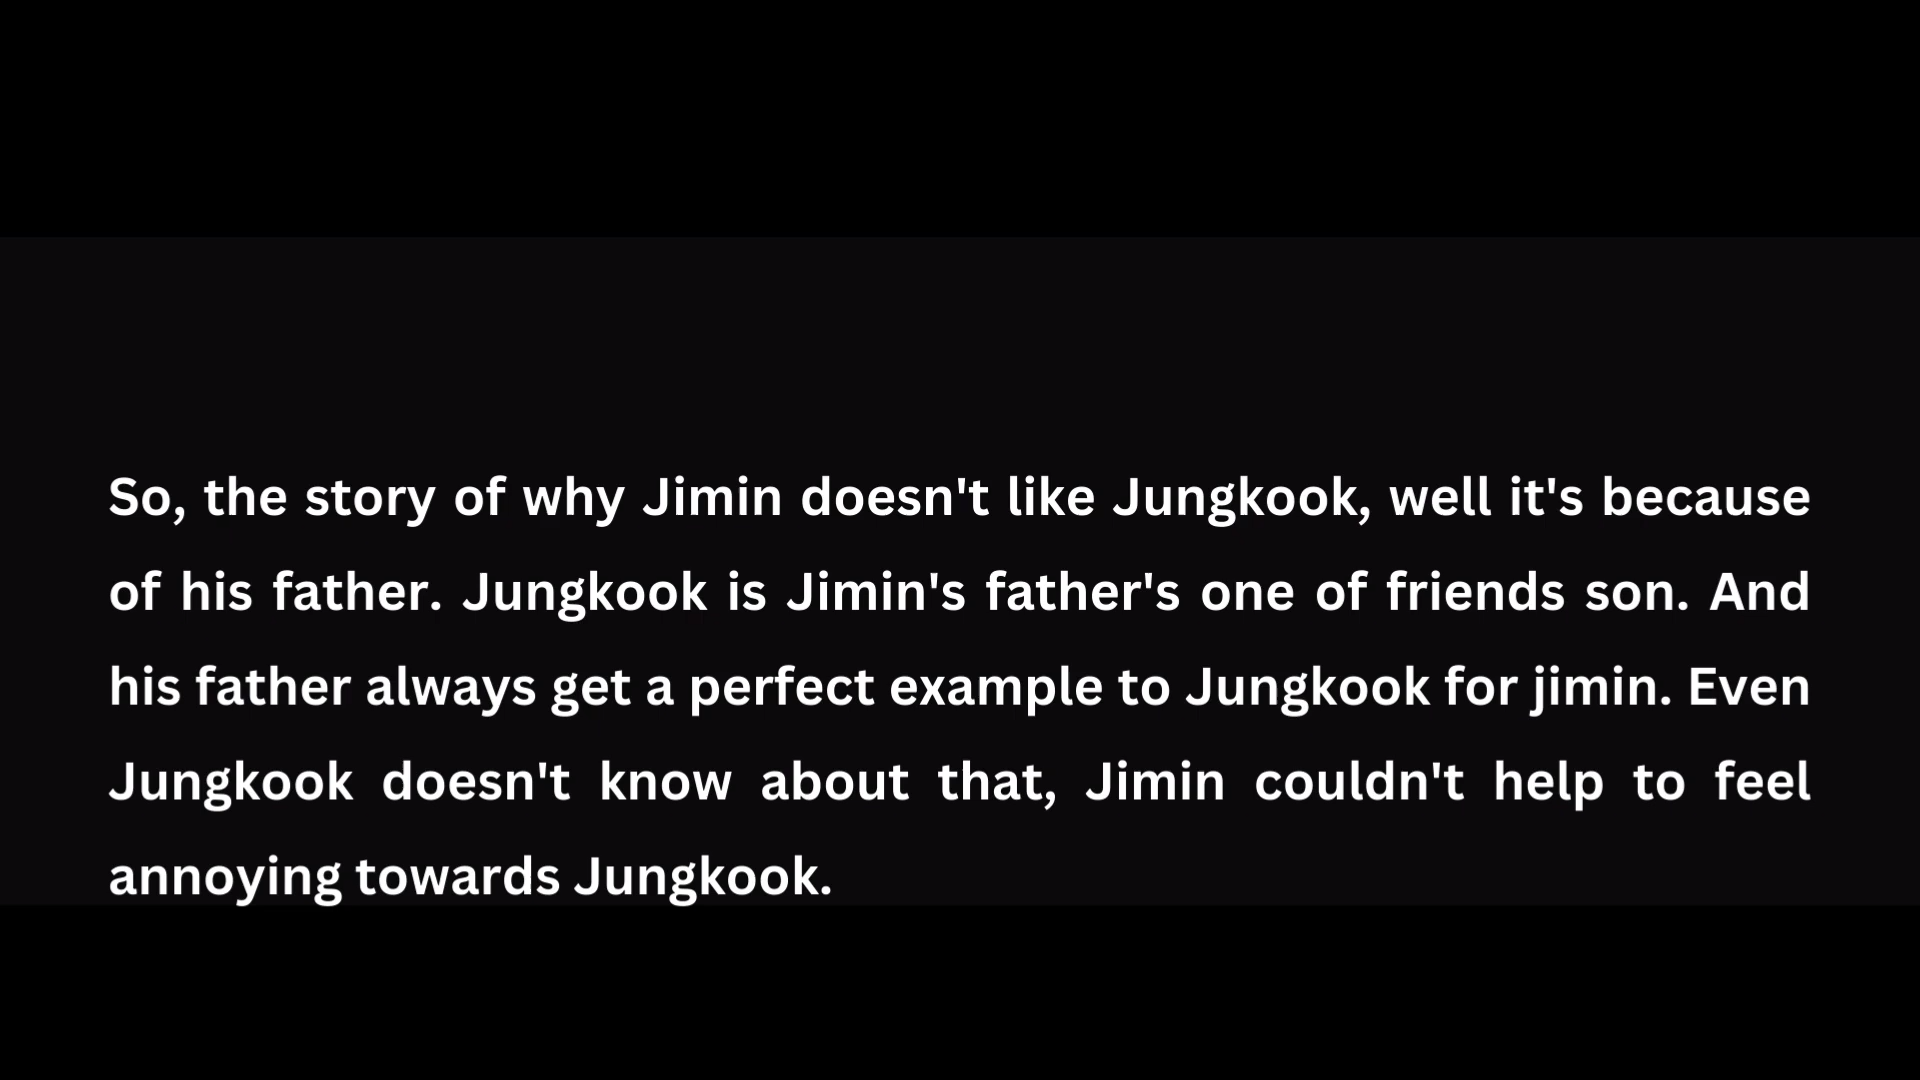 So, the story of why Jimin doesn't like Jungkook, well it's because
of his father. Jungkook is Jimin's father's one of friends son. And
his father always get a perfect example to Jungkook for jimin. Even
Jungkook doesn't know about that, Jimin couldn't help to feel
annoying towards Jungkook.